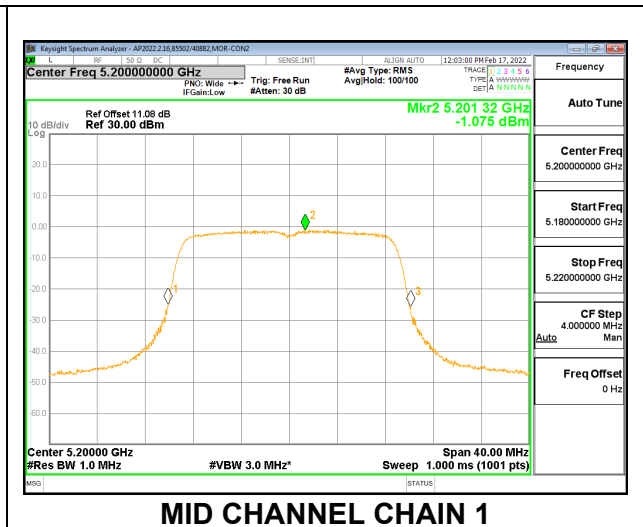 Keysight Spectrum Analyzer - AP2022.2.16,85502/40882,MOR-CON2
L RF 50 Ω DC SENSE:INT ALIGN AUTO 12:03:00 PM Feb 17, 2022
Center Freq 5.200000000 GHz
PNO: Wide
IFGain:Low
Trig: Free Run
#Atten: 30 dB
#Avg Type: RMS
Avg|Hold: 100/100
TRACE 1 2 3 4 5 6
TYPE A WWWWW
DET A N N N N N
Mkr2 5.201 32 GHz
-1.075 dBm
Ref Offset 11.08 dB
10 dB/div Ref 30.00 dBm
Log
20.0
10.0
0.00
-10.0
-20.0
-30.0
-40.0
-50.0
-60.0
1
2
3
Center 5.20000 GHz Span 40.00 MHz
#Res BW 1.0 MHz #VBW 3.0 MHz* Sweep 1.000 ms (1001 pts)
MSG STATUS
Frequency
Auto Tune
Center Freq
5.200000000 GHz
Start Freq
5.180000000 GHz
Stop Freq
5.220000000 GHz
CF Step
4.000000 MHz
Auto Man
Freq Offset
0 Hz
MID CHANNEL CHAIN 1